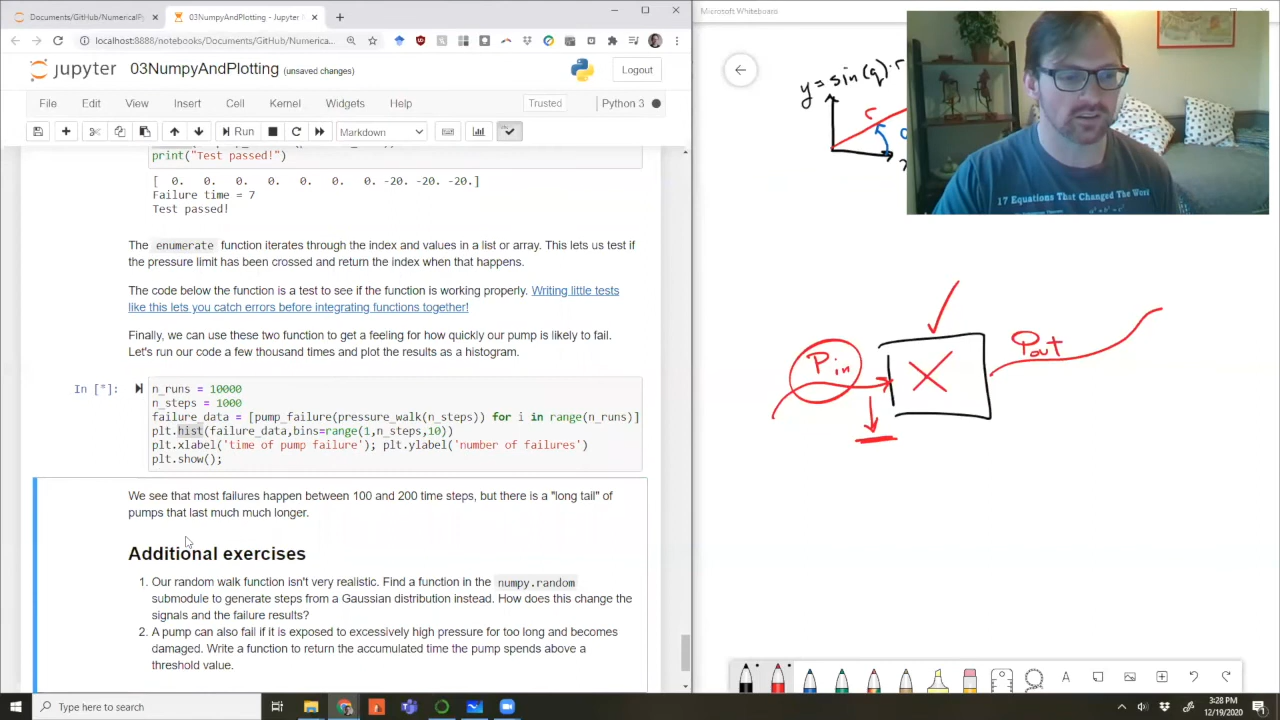 Documents/GitHub/NumericalPy
03NumpyAndPlotting - Jupyter
Microsoft Whiteboard
localhost:8888/notebooks/Documents/GitHub/Numerica...
jupyter 03NumpyAndPlotting (unsaved changes)
Logout
File Edit View Insert Cell Kernel Widgets Help
Trusted
Python 3
Run
Markdown
print("Test passed!")
[ 0. 0. 0. 0. 0. 0. 0. -20. -20. -20.]
Failure time = 7
Test passed!
The enumerate function iterates through the index and values in a list or array. This lets us test if
the pressure limit has been crossed and return the index when that happens.
The code below the function is a test to see if the function is working properly. Writing little tests
like this lets you catch errors before integrating functions together!
Finally, we can use these two function to get a feeling for how quickly our pump is likely to fail.
Let's run our code a few thousand times and plot the results as a histogram.
In [*]:
n_runs = 10000
n_steps = 1000
failure_data = [pump_failure(pressure_walk(n_steps)) for i in range(n_runs)]
plt.hist(failure_data,bins=range(1,n_steps,10))
plt.xlabel('time of pump failure'); plt.ylabel('number of failures')
plt.show();
We see that most failures happen between 100 and 200 time steps, but there is a "long tail" of
pumps that last much much longer.
Additional exercises
1. Our random walk function isn't very realistic. Find a function in the numpy.random
submodule to generate steps from a Gaussian distribution instead. How does this change the
signals and the failure results?
2. A pump can also fail if it is exposed to excessively high pressure for too long and becomes
damaged. Write a function to return the accumulated time the pump spends above a
threshold value.
y = sin(q)·r
r
17 Equations That Changed The Wor
Pin
Pout
Type here to search
3:28 PM
12/19/2020